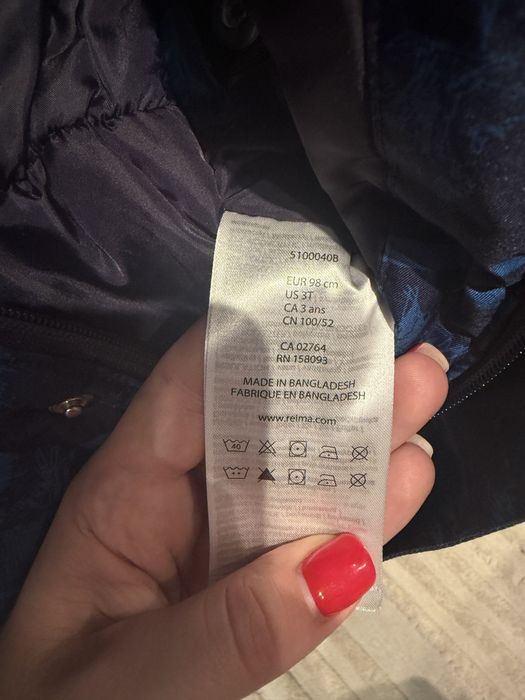 5100040B
EUR 98 cm
US 3T
CA 3 ans
CN 100/52
CA 02764
RN 158093
MADE IN BANGLADESH
FABRIQUE EN BANGLADESH
www.reima.com
40